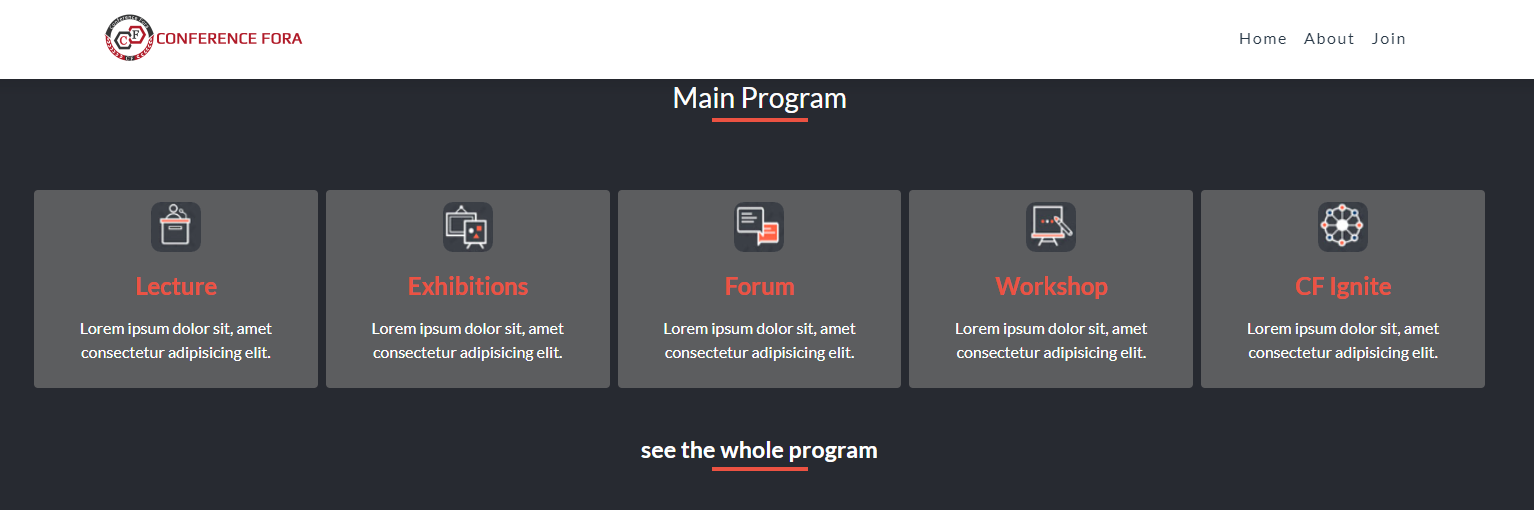 Conference Fora
CF
CF
CONFERENCE FORA
Home About Join
Main Program
Lecture
Lorem ipsum dolor sit, amet
consectetur adipisicing elit.
Exhibitions
Lorem ipsum dolor sit, amet
consectetur adipisicing elit.
Forum
Lorem ipsum dolor sit, amet
consectetur adipisicing elit.
Workshop
Lorem ipsum dolor sit, amet
consectetur adipisicing elit.
CF Ignite
Lorem ipsum dolor sit, amet
consectetur adipisicing elit.
see the whole program